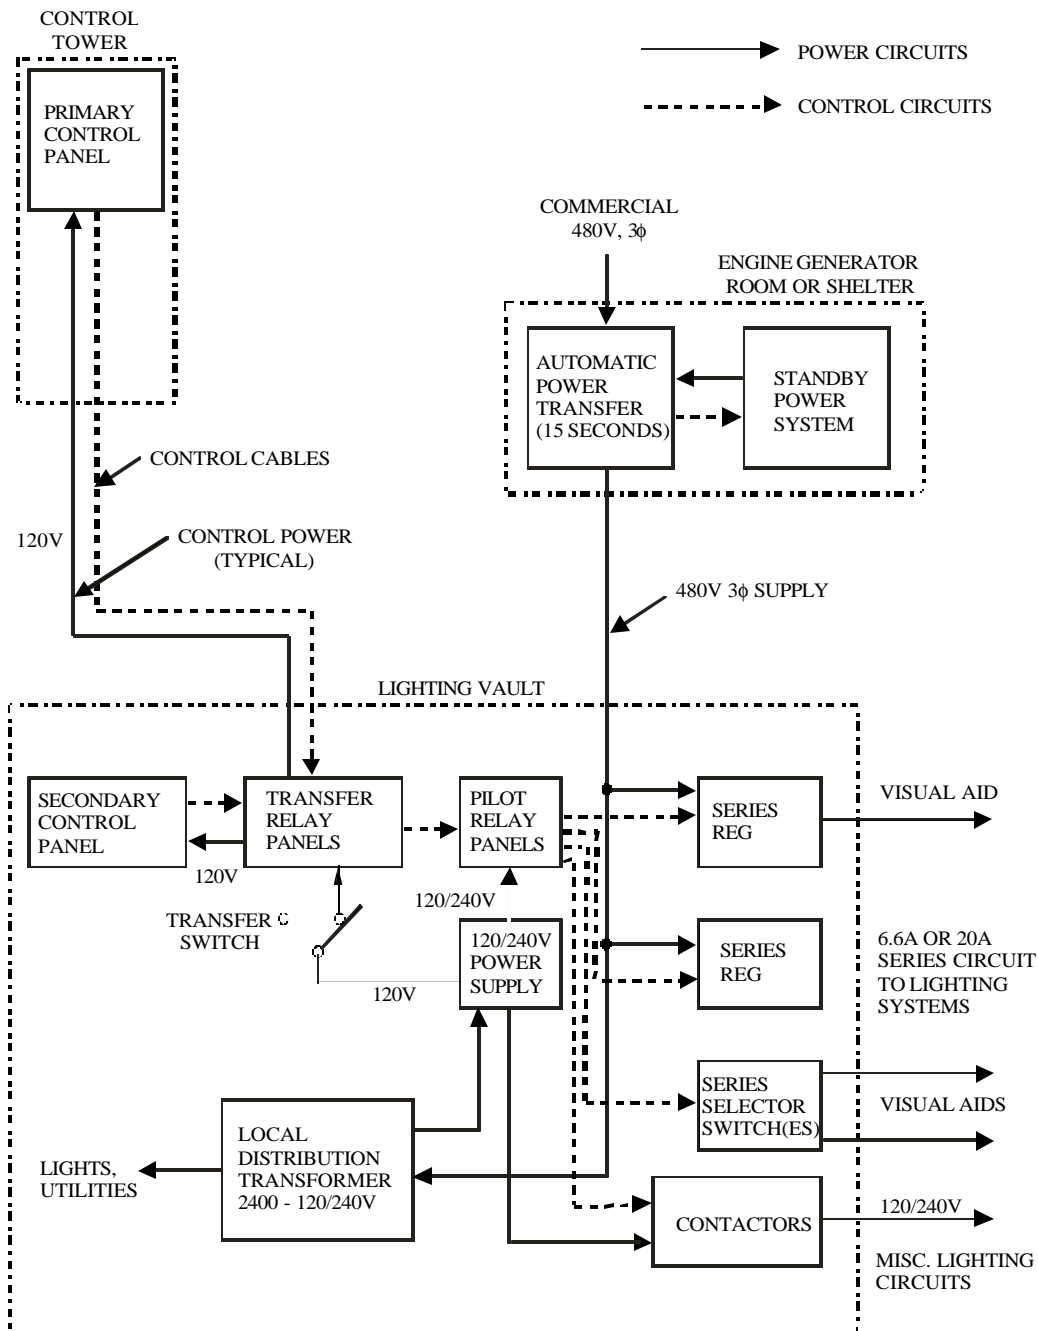 CONTROL
TOWER
POWER CIRCUITS
CONTROL CIRCUITS
PRIMARY
CONTROL
PANEL
COMMERCIAL
480V, 3ϕ
ENGINE GENERATOR
ROOM OR SHELTER
AUTOMATIC
POWER
TRANSFER
(15 SECONDS)
STANDBY
POWER
SYSTEM
CONTROL CABLES
120V
CONTROL POWER
(TYPICAL)
480V 3ϕ SUPPLY
LIGHTING VAULT
SECONDARY
CONTROL
PANEL
TRANSFER
RELAY
PANELS
PILOT
RELAY
PANELS
SERIES
REG
VISUAL AID
120V
120/240V
TRANSFER
SWITCH
120/240V
POWER
SUPPLY
120V
SERIES
REG
6.6A OR 20A
SERIES CIRCUIT
TO LIGHTING
SYSTEMS
SERIES
SELECTOR
SWITCH(ES)
VISUAL AIDS
LOCAL
DISTRIBUTION
TRANSFORMER
2400 - 120/240V
LIGHTS,
UTILITIES
CONTACTORS
120/240V
MISC. LIGHTING
CIRCUITS